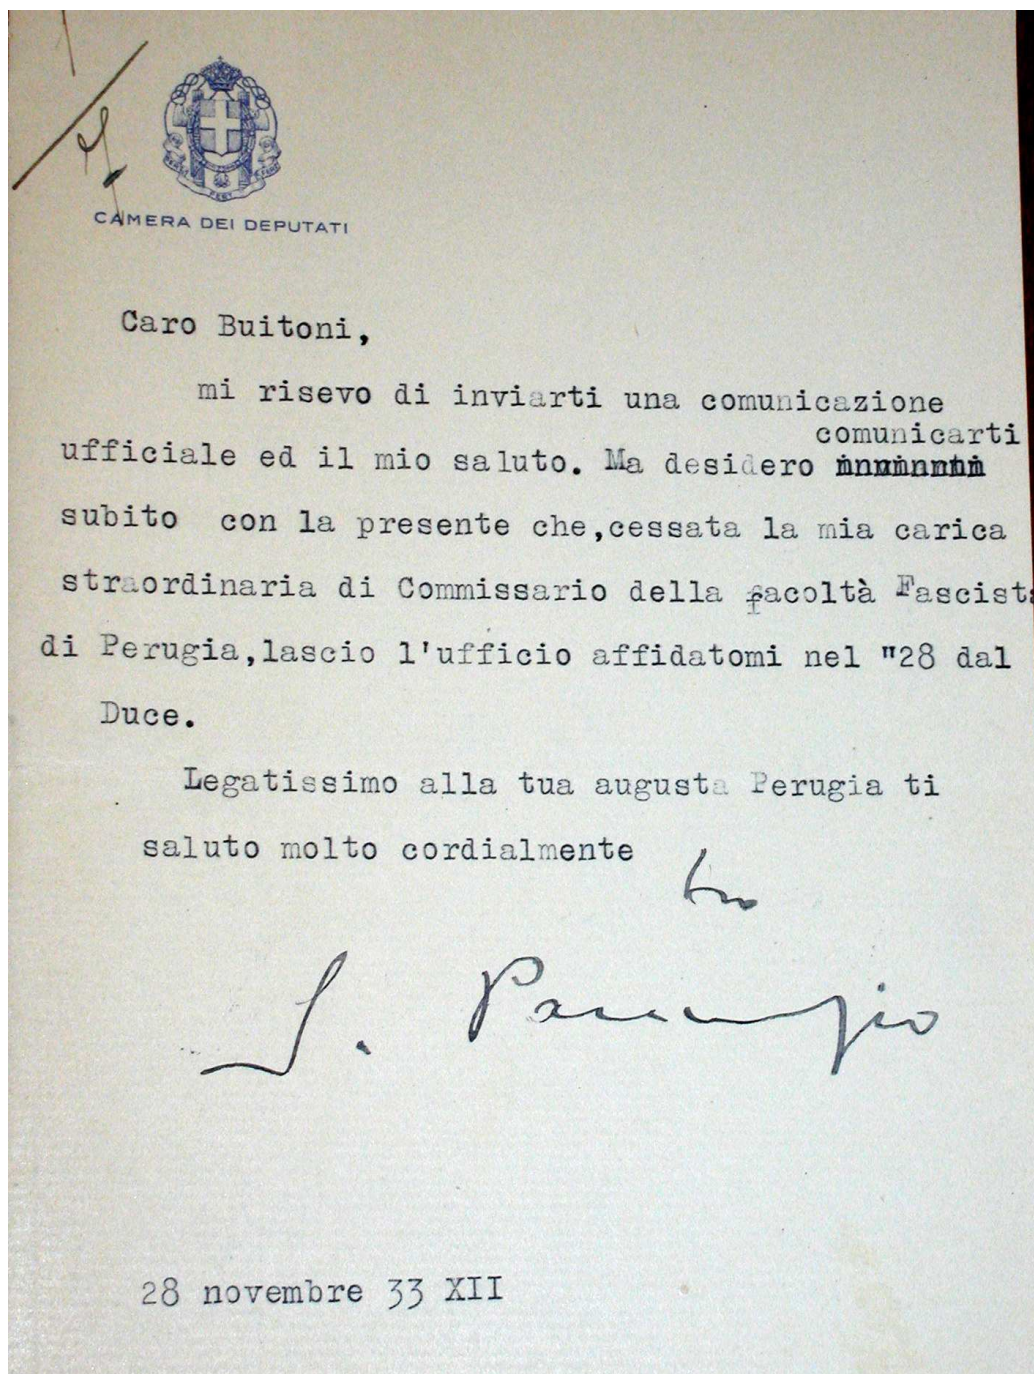 CAMERA DEI DEPUTATI
Caro Buitoni,
mi risevo di inviarti una comunicazione
comunicarti
ufficiale ed il mio saluto. Ma desidero
subito con la presente che,cessata la mia carica
straordinaria di Commissario della facoltà Fascista
di Perugia,lascio l'ufficio affidatomi nel "28 dal
Duce.
Legatissimo alla tua augusta Perugia ti
saluto molto cordialmente
tuo
S. Panunzio
28 novembre 33 XII